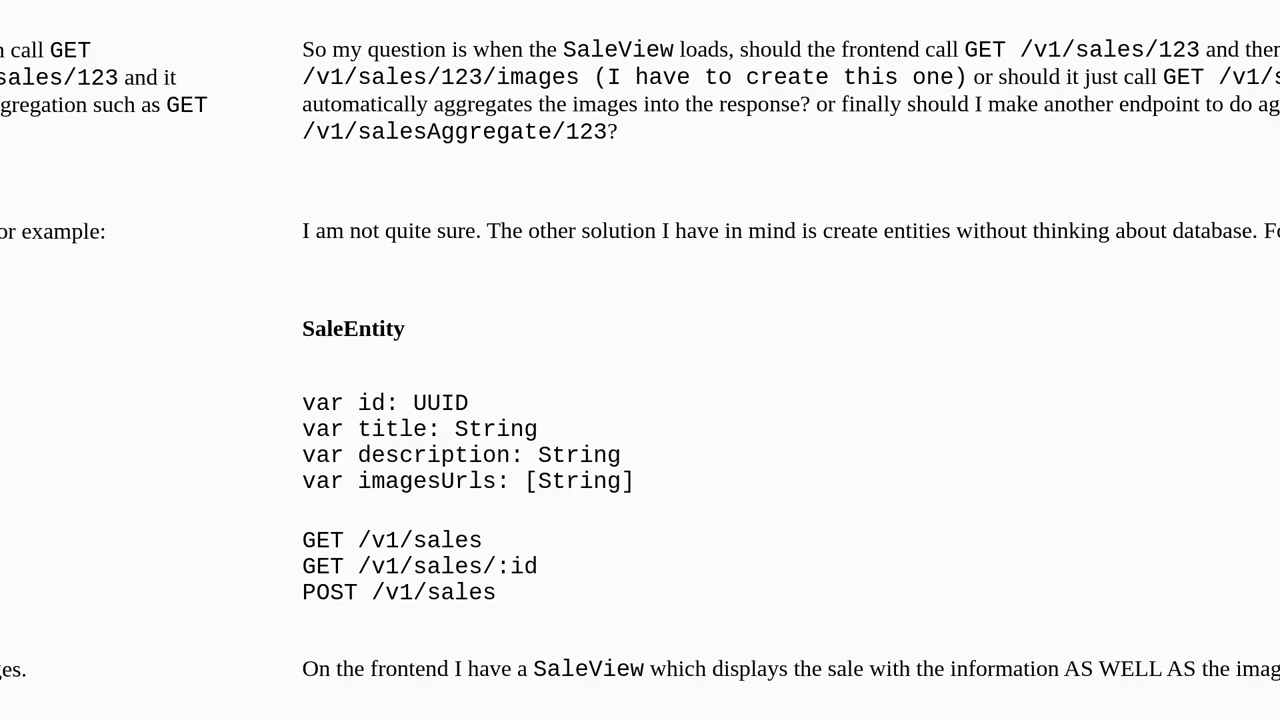 n call GET
sales/123 and it
gregation such as GET
or example:
ges.
So my question is when the SaleView loads, should the frontend call GET /v1/sales/123 and then
/v1/sales/123/images (I have to create this one) or should it just call GET /v1/s
automatically aggregates the images into the response? or finally should I make another endpoint to do ag
/v1/salesAggregate/123?
I am not quite sure. The other solution I have in mind is create entities without thinking about database. Fo
SaleEntity
var id: UUID
var title: String
var description: String
var imagesUrls: [String]
GET /v1/sales
GET /v1/sales/:id
POST /v1/sales
On the frontend I have a SaleView which displays the sale with the information AS WELL AS the imag